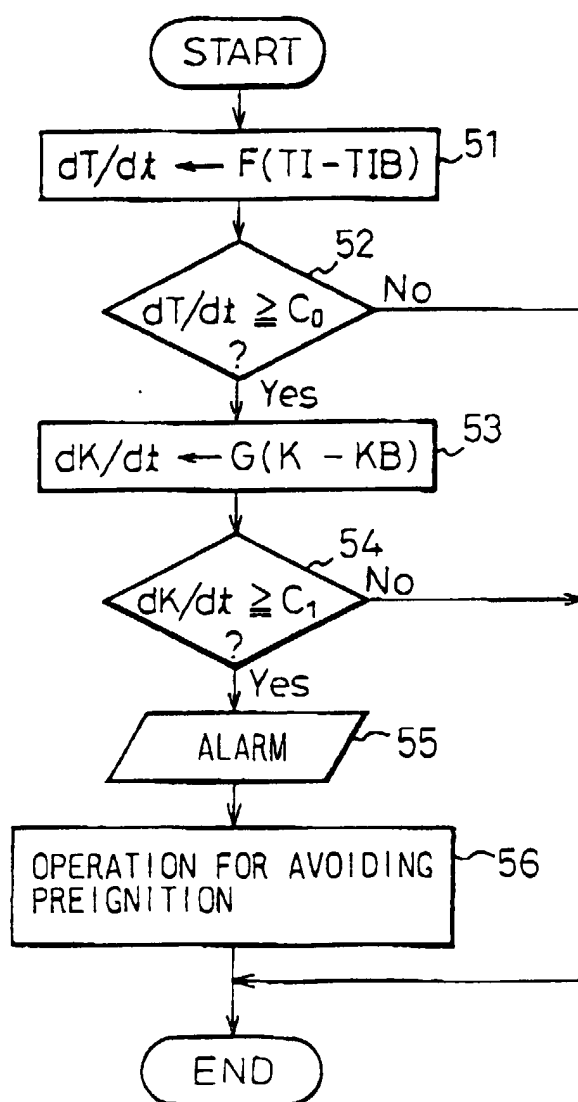 START
dT/dt ← F(TI-TIB)
51
52
dT/dt ≧ C₀
?
No
Yes
53
dK/dt ← G(K - KB)
54
dK/dt ≧ C₁
?
No
Yes
ALARM
55
OPERATION FOR AVOIDING
PREIGNITION
56
END